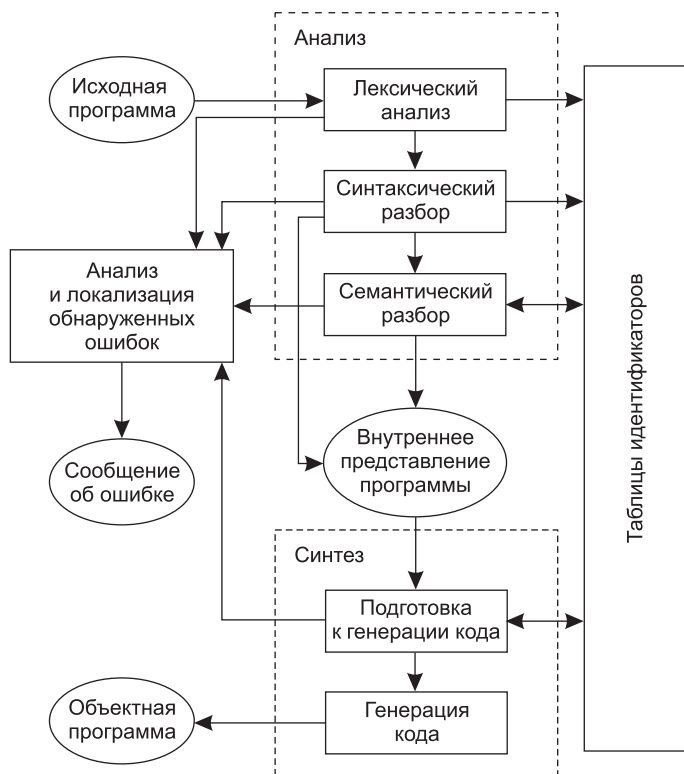 Анализ
Исходная
программа
Лексический
анализ
Синтаксический
разбор
Анализ
и локализация
обнаруженных
ошибок
Семантический
разбор
Таблицы идентификаторов
Сообщение
об ошибке
Внутреннее
представление
программы
Синтез
Подготовка
к генерации кода
Объектная
программа
Генерация
кода